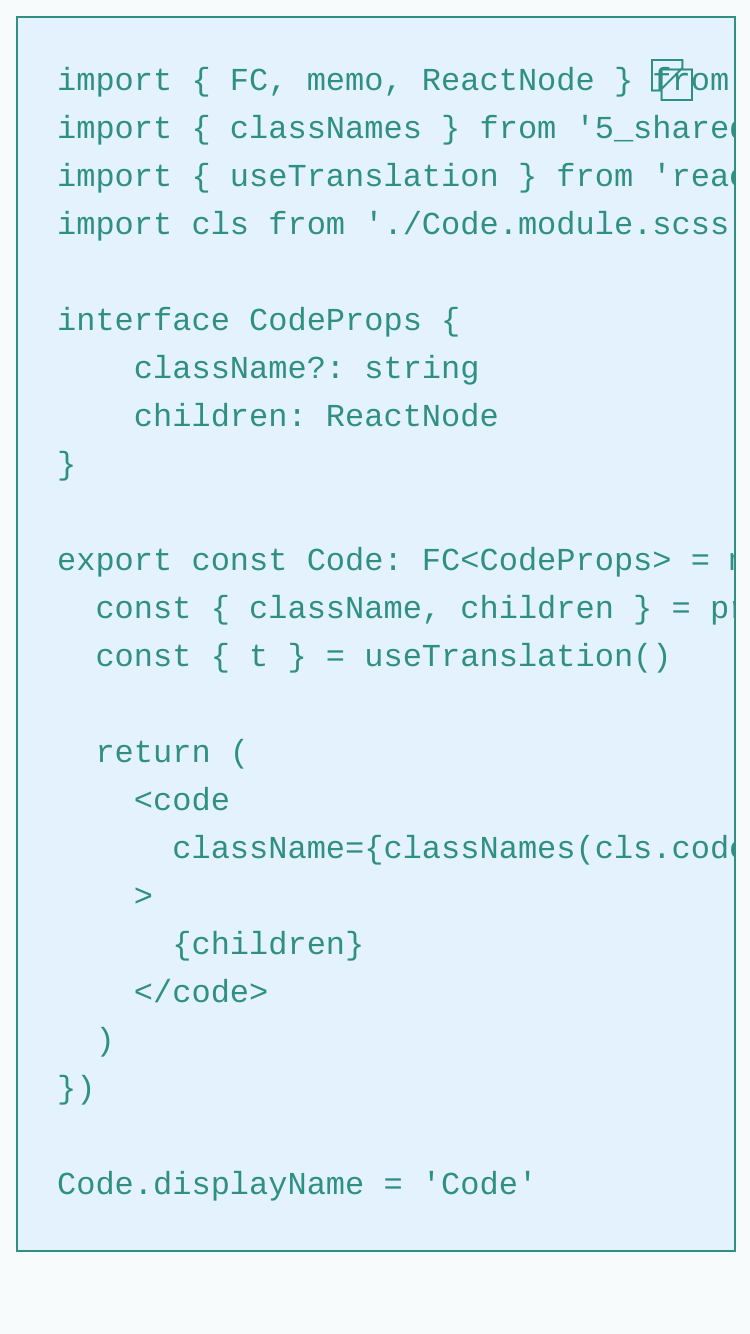 import { FC, memo, ReactNode } from
import { classNames } from '5_shared
import { useTranslation } from 'reac
import cls from './Code.module.scss

interface CodeProps {
    className?: string
    children: ReactNode
}

export const Code: FC<CodeProps> =
  const { className, children } = pr
  const { t } = useTranslation()

  return (
    <code
      className={classNames(cls.code
    >
      {children}
    </code>
  )
})

Code.displayName = 'Code'